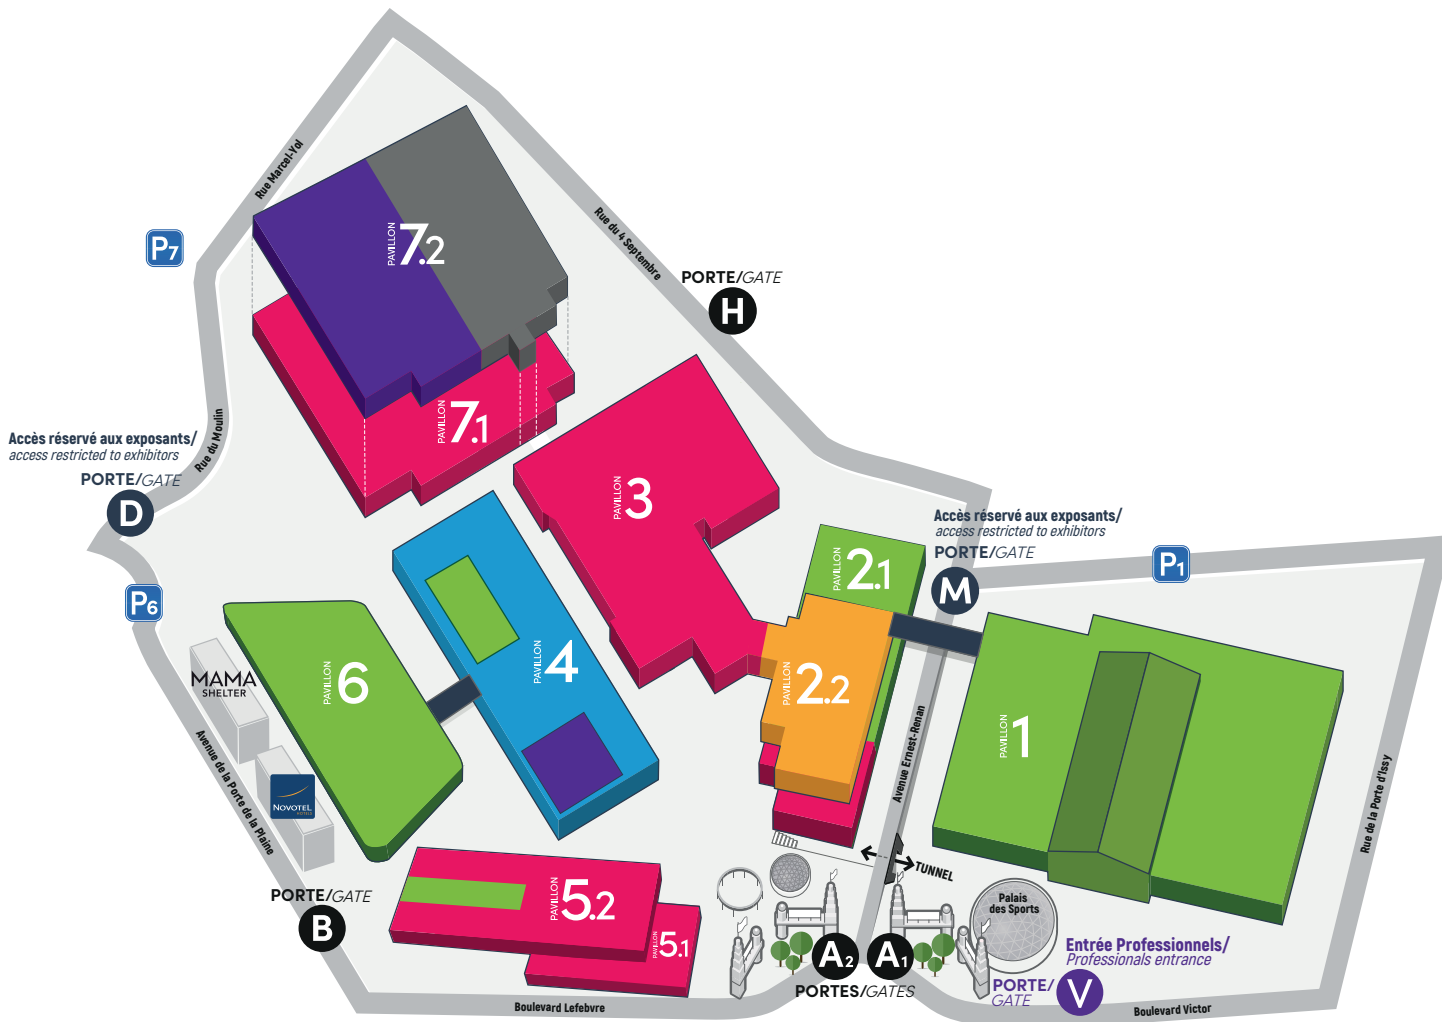 Rue Marcel-Yol
P7
PAVILLON
7.2
Rue du 4 Septembre
PORTE/GATE
H
PAVILLON
7.1
Rue du Moulin
Accès réservé aux exposants/
access restricted to exhibitors
PORTE/GATE
D
PAVILLON
3
Accès réservé aux exposants/
access restricted to exhibitors
PORTE/GATE
M
P1
PAVILLON
2.1
P6
MAMA
SHELTER
PAVILLON
6
PAVILLON
4
PAVILLON
2.2
PAVILLON
1
Avenue Ernest-Renan
Rue de la Porte d'Issy
Avenue de la Porte de la Plaine
NOVOTEL
HOTELS
TUNNEL
PORTE/GATE
B
PAVILLON
5.2
PAVILLON
5.1
Palais
des Sports
A2
A1
PORTES/GATES
Entrée Professionnels/
Professionals entrance
PORTE/
GATE
V
Boulevard Lefebvre
Boulevard Victor